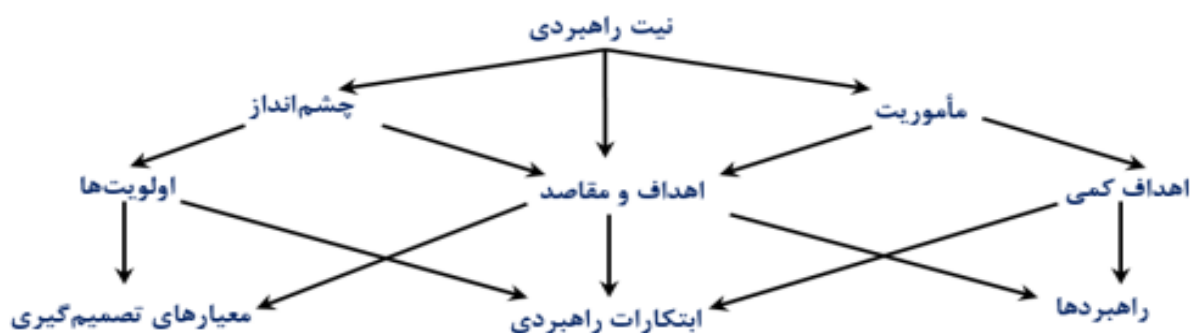 نیت راهبردی
مأموریت
چشم‌انداز
اهداف کمی
اهداف و مقاصد
اولویت‌ها
راهبردها
ابتکارات راهبردی
معیارهای تصمیم‌گیری